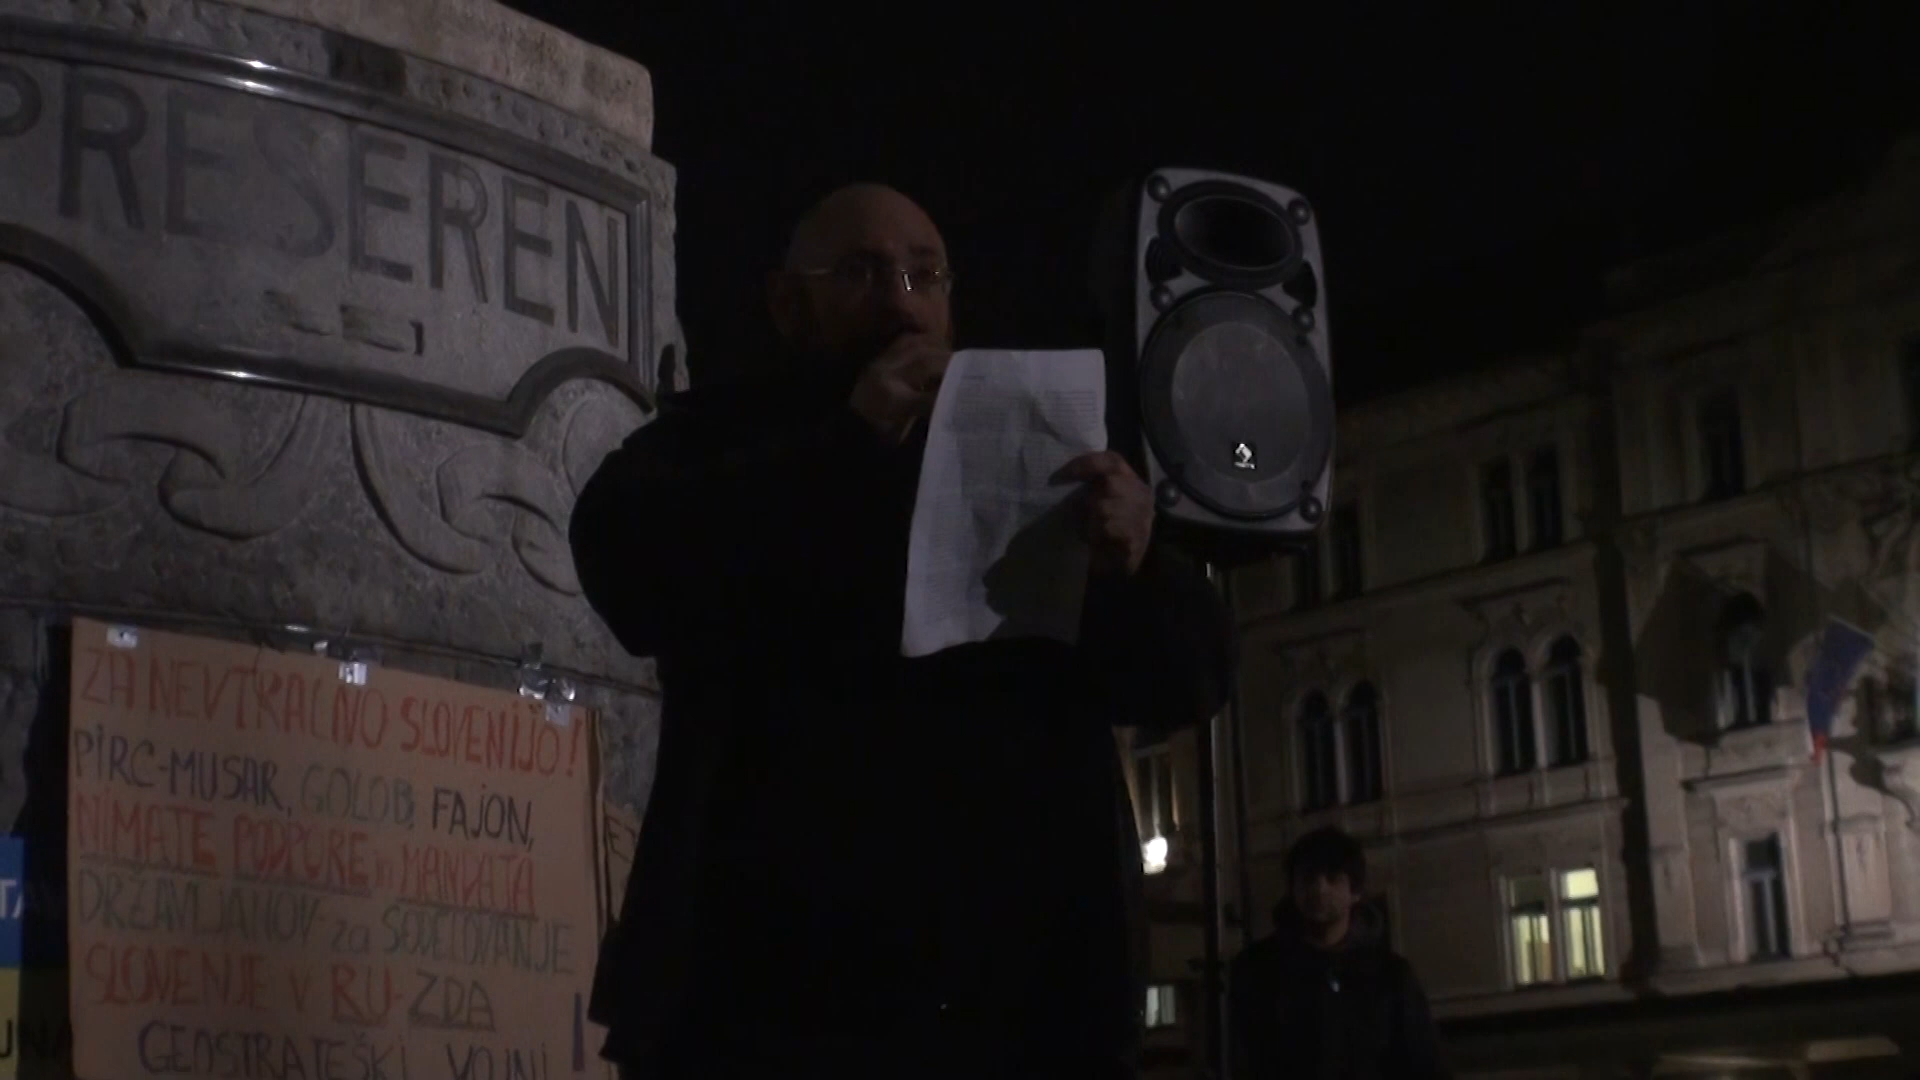 PREŠEREN
ZA NEVTRALNO SLOVENIJO!
PIRC-MUSAR, GOLOB, FAJON,
NIMATE PODPORE in MANDATA
DRŽAVLJANOV za SODELOVANJE
SLOVENIJE V RU-ZDA
GEOSTRATEŠKI VOJNI!